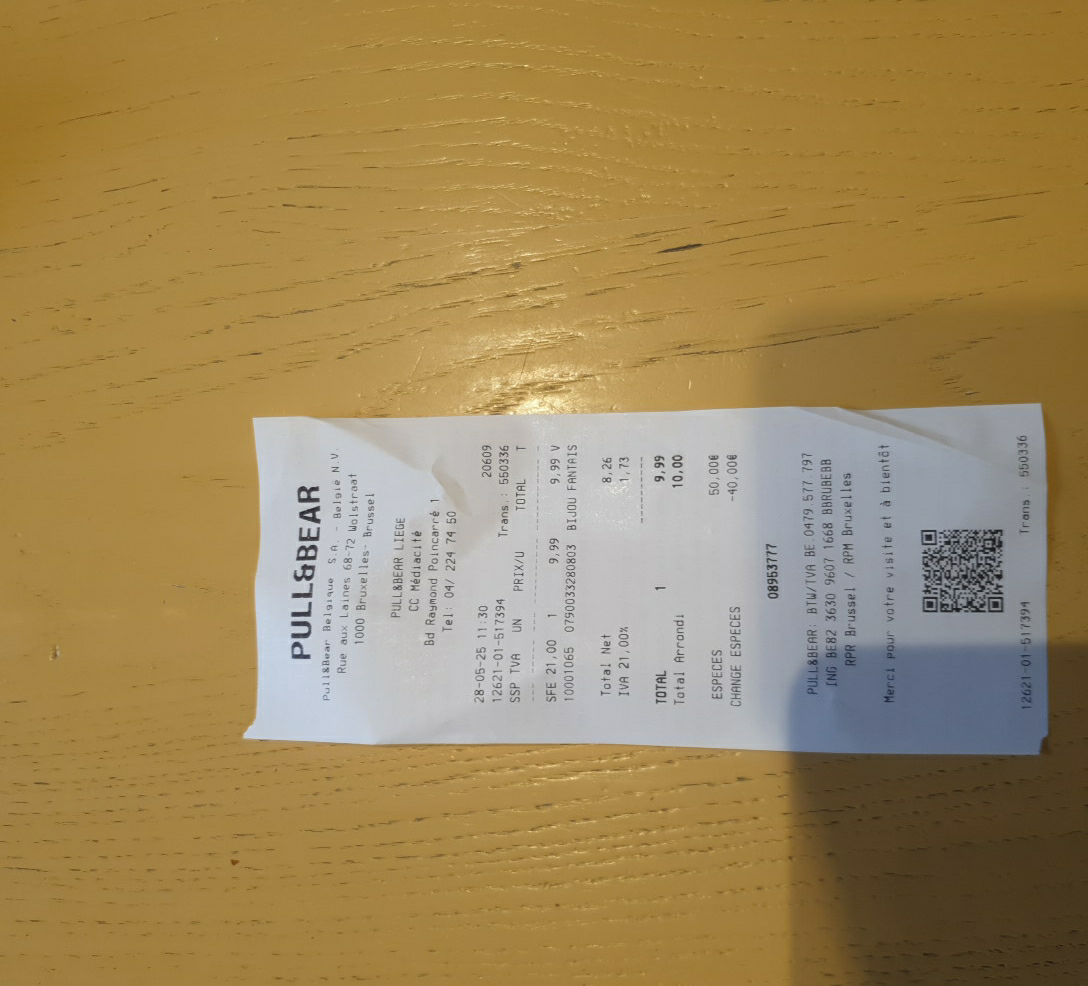 PULL&BEAR
Pull&Bear Belgique S.A. - België N.V.
Rue aux Laines 68-72 Wolstraat
1000 Bruxelles- Brussel
PULL&BEAR LIEGE
CC Médiacité
Bd Raymond Poincarré 1
Tel: 04/ 224 74 50
28-05-25 11:30 20609
12621-01-517394 Trans.: 550336
SSP TVA UN PRIX/U TOTAL T
SFE 21,00 1 9,99 9,99 V
10001065 079003328080​3 BIJOU FANTAIS
Total Net 8,26
IVA 21,00% 1,73
TOTAL 1 9,99
Total Arrondi 10,00
ESPECES 50,00€
CHANGE ESPECES -40,00€
08953777
PULL&BEAR: BTW/TVA BE 0479 577 797
ING BE82 3630 9607 1668 BBRUBEBB
RPR Brussel / RPM Bruxelles
Merci pour votre visite et à bientôt
12621-01-517394 Trans : 550336